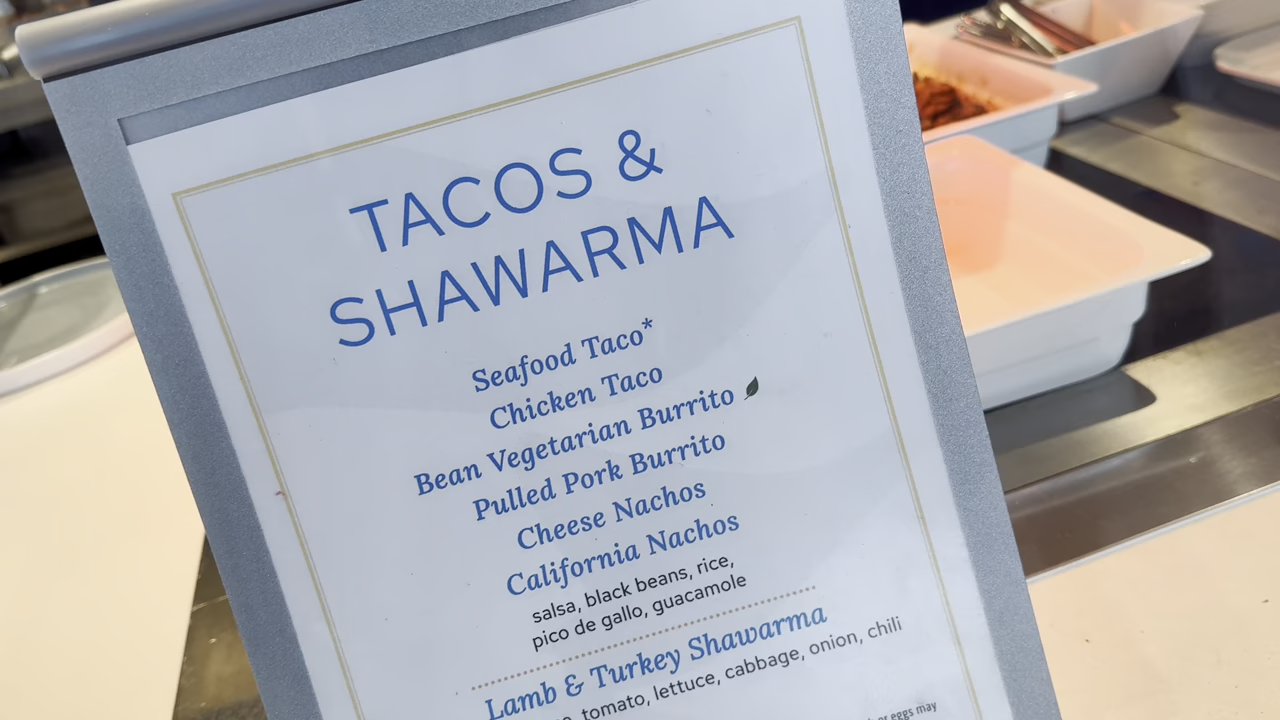 TACOS &
SHAWARMA
Seafood Taco*
Chicken Taco
Bean Vegetarian Burrito
Pulled Pork Burrito
Cheese Nachos
California Nachos
salsa, black beans, rice,
pico de gallo, guacamole
Lamb & Turkey Shawarma
tomato, lettuce, cabbage, onion, chili
or eggs may